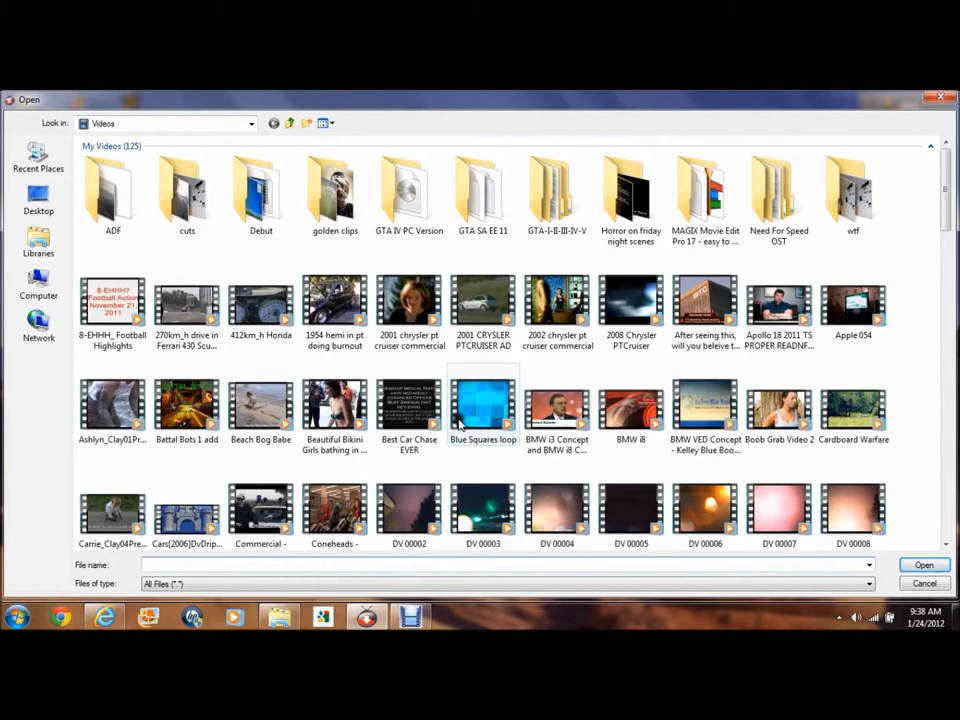 Open
Look in: Videos
My Videos (125)
Recent Places
Desktop
Libraries
Computer
Network
ADF cuts Debut golden clips GTA IV PC Version GTA SA EE 11 GTA-I-II-III-IV-V Horror on friday MAGIX Movie Edit Need For Speed wtf
night scenes Pro 17 - easy to ... OST
8-EHHH?
Football Action
November 21,
2011
8-EHHH_ Football 270km_h drive in 412km_h Honda 1954 hemi in pt 2001 chrysler pt 2001 CRYSLER 2002 chrysler pt 2008 Chrysler After seeing this, Apollo 18 2011 TS Apple 054
Highlights Ferrari 430 Scu... doing burnout cruiser commercial PTCruiser AD cruiser commercial PTCruiser will you beleive t... PROPER READNF...
Ashlyn_Clay01Pr... Battal Bots 1 add Beach Bog Babe Beautiful Bikini Best Car Chase Blue Squares loop BMW i3 Concept BMW i8 BMW VED Concept Boob Grab Video 2 Cardboard Warfare
Girls bathing in ... EVER and BMW i8 C... - Kelley Blue Boo...
Carrie_Clay04Pre... Cars[2006]DvDrip... Commercial - Coneheads - DV 00002 DV 00003 DV 00004 DV 00005 DV 00006 DV 00007 DV 00008
File name: Open
Files of type: All Files (*.*) Cancel
9:38 AM
1/24/2012